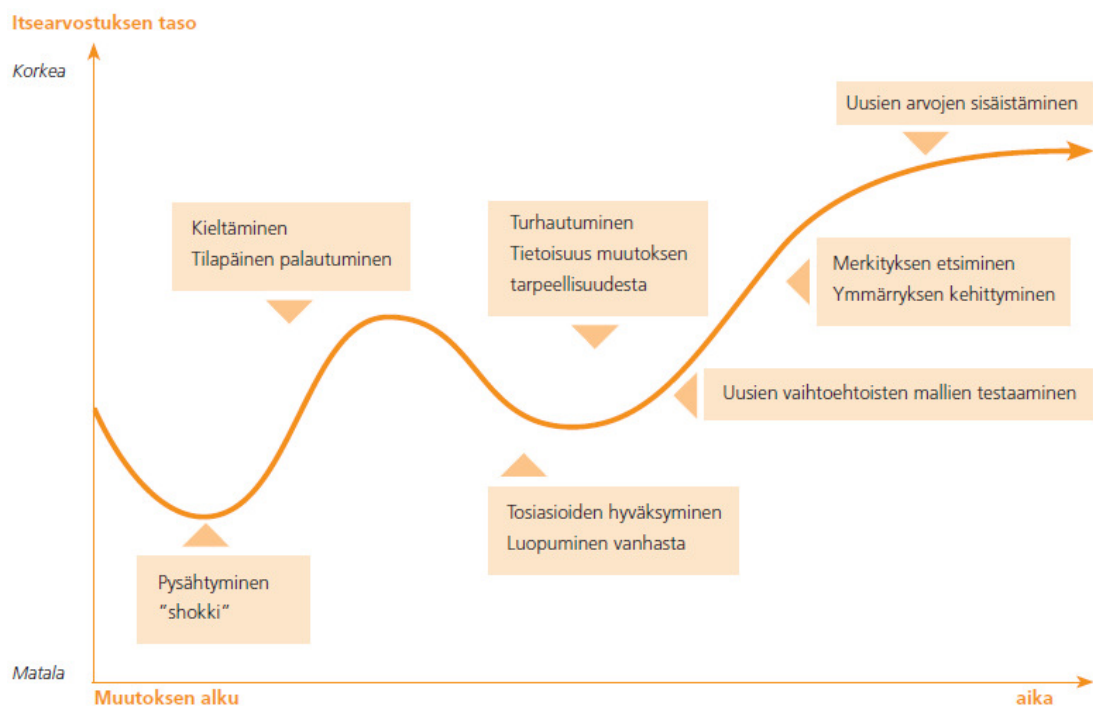 Itsearvostuksen taso
Korkea
Uusien arvojen sisäistäminen
Kieltäminen
Tilapäinen palautuminen
Turhautuminen
Tietoisuus muutoksen
tarpeellisuudesta
Merkityksen etsiminen
Ymmärryksen kehittyminen
Uusien vaihtoehtoisten mallien testaaminen
Tosiasioiden hyväksyminen
Luopuminen vanhasta
Pysähtyminen
”shokki”
Matala
Muutoksen alku
aika